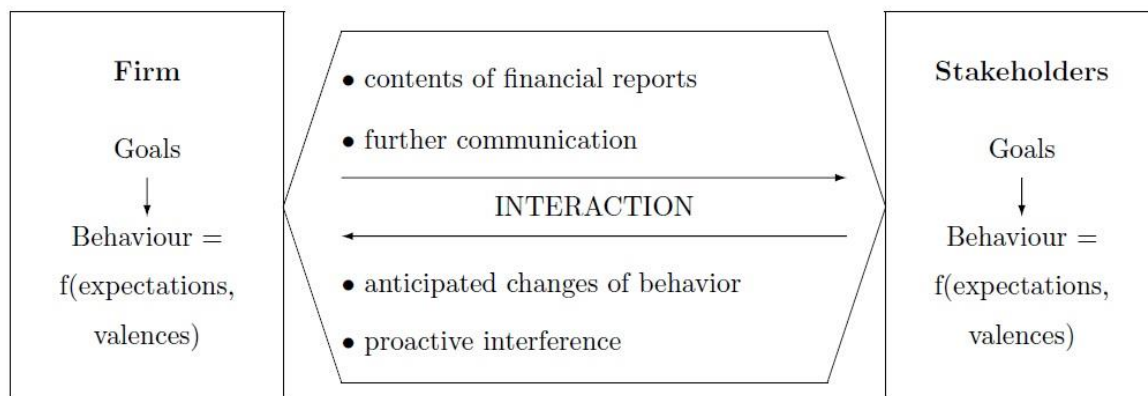 Firm
Goals
Behaviour =
f(expectations,
valences)
• contents of financial reports
• further communication
INTERACTION
• anticipated changes of behavior
• proactive interference
Stakeholders
Goals
Behaviour =
f(expectations,
valences)